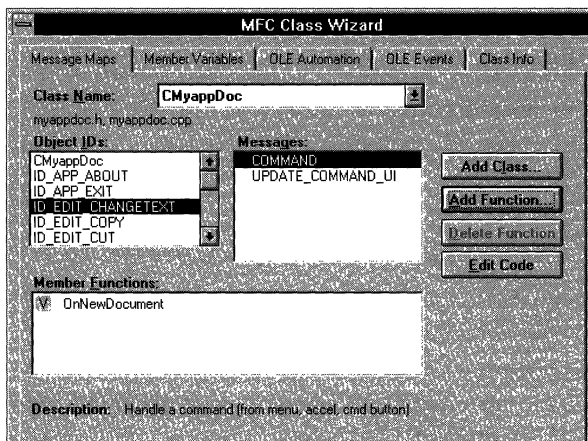 MFC Class Wizard
Message Maps Member Variables OLE Automation OLE Events Class Info
Class Name: CMyappDoc
myappdoc.h, myappdoc.cpp
Object IDs: Messages:
CMyappDoc COMMAND
ID_APP_ABOUT UPDATE_COMMAND_UI
ID_APP_EXIT
ID_EDIT_CHANGETEXT
ID_EDIT_COPY
ID_EDIT_CUT
Add Class...
Add Function...
Delete Function
Edit Code
Member Functions:
V OnNewDocument
Description: Handle a command (from menu, accel, cmd button)